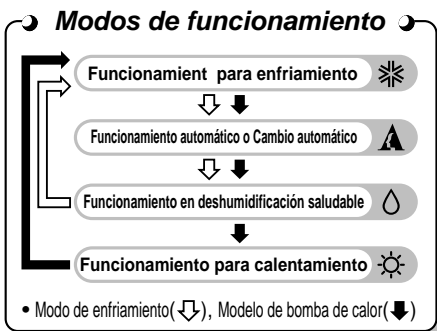 Modos de funcionamiento
Funcionamient para enfriamiento
Funcionamiento automático o Cambio automático
Funcionamiento en deshumidificación saludable
Funcionamiento para calentamiento
• Modo de enfriamiento(⇩), Modelo de bomba de calor(⬇)